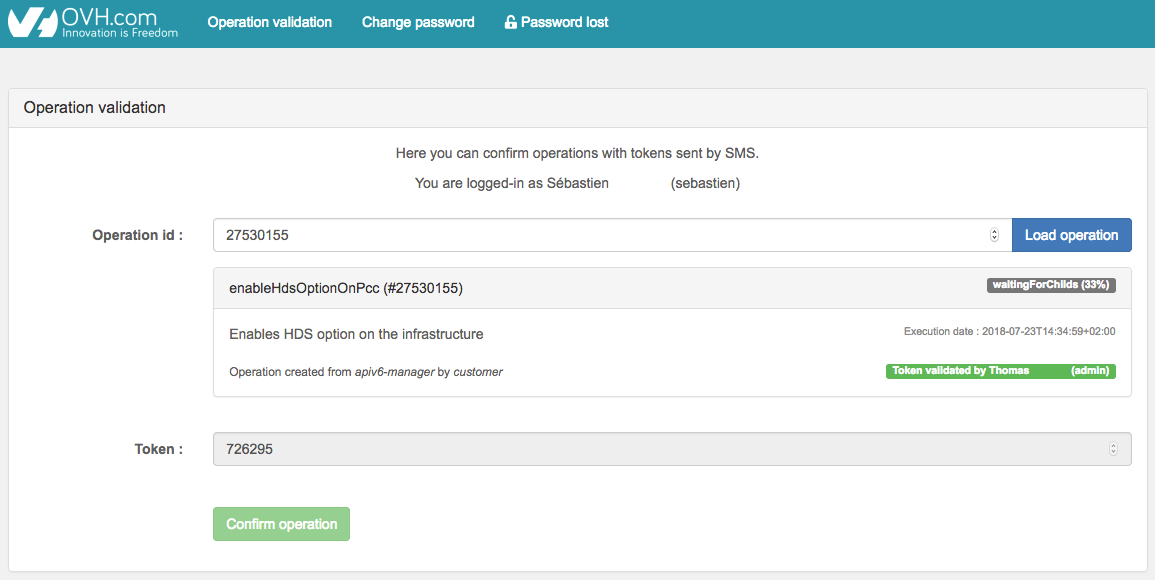 OVH.com
Innovation is Freedom
Operation validation
Change password
Password lost
Operation validation
Here you can confirm operations with tokens sent by SMS.
You are logged-in as Sébastien (sebastien)
Operation id :
27530155
Load operation
enableHdsOptionOnPcc (#27530155)
waitingForChilds (33%)
Enables HDS option on the infrastructure
Execution date : 2018-07-23T14:34:59+02:00
Operation created from apiv6-manager by customer
Token validated by Thomas (admin)
Token :
726295
Confirm operation